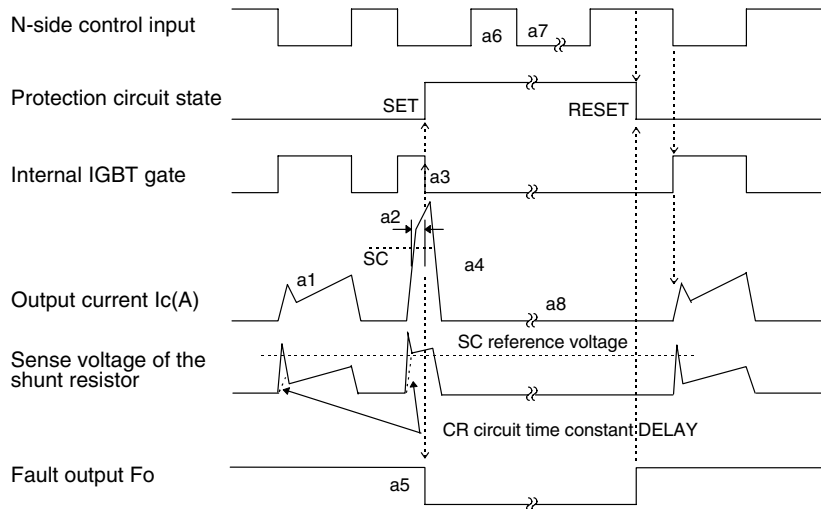 N-side control input
a6
a7
Protection circuit state
SET
RESET
Internal IGBT gate
a3
a2
SC
a4
a1
a8
Output current Ic(A)
SC reference voltage
Sense voltage of the
shunt resistor
CR circuit time constant DELAY
Fault output Fo
a5